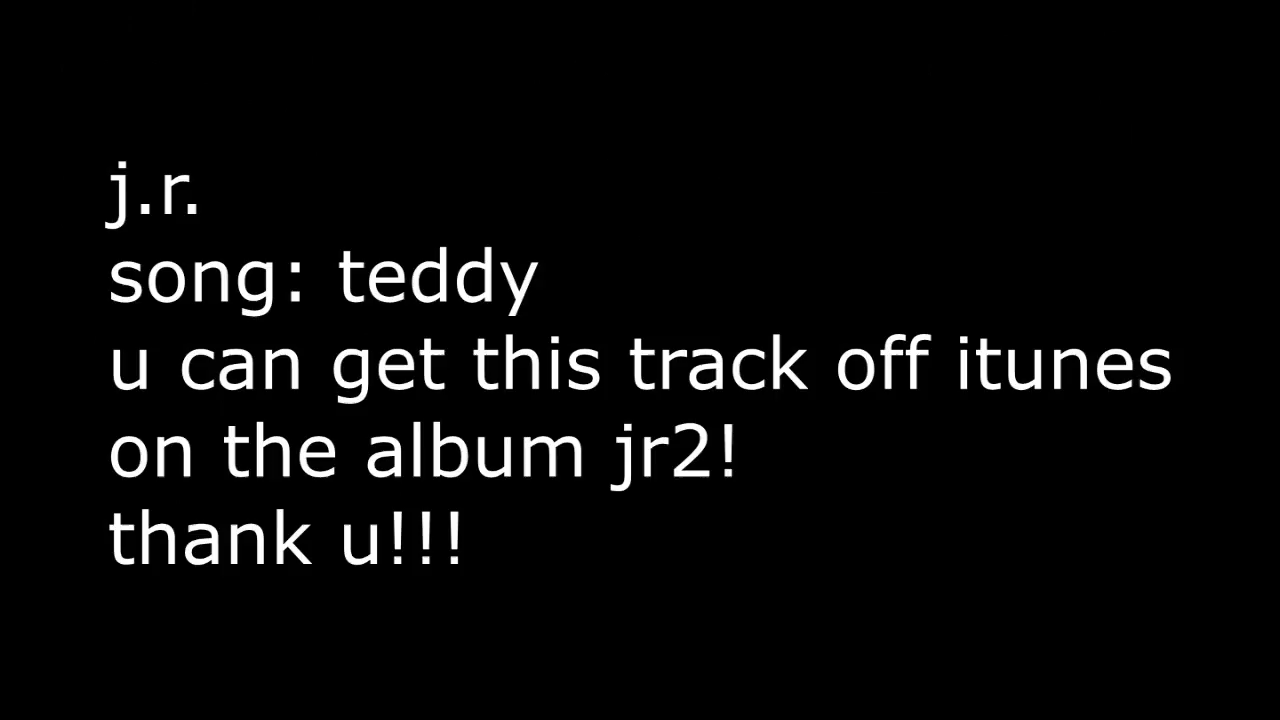 j.r.
song: teddy
u can get this track off itunes
on the album jr2!
thank u!!!